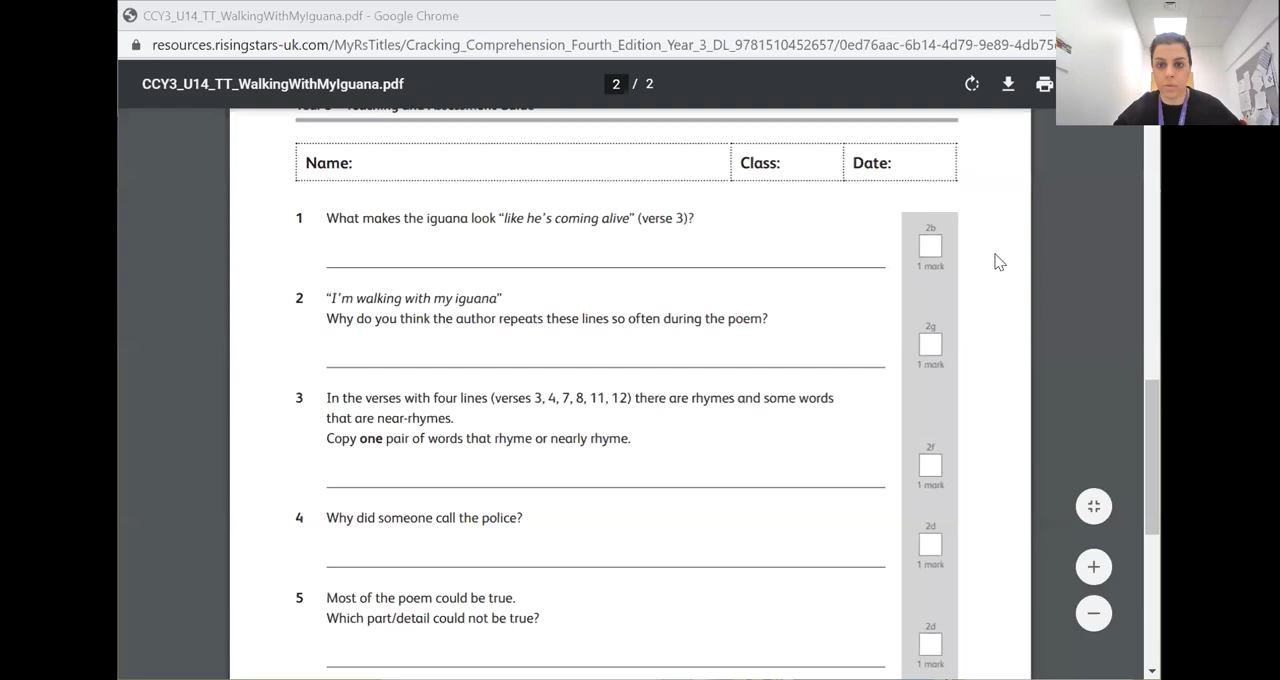 CCY3_U14_TT_WalkingWithMyIguana.pdf - Google Chrome
resources.risingstars-uk.com/MyRsTitles/Cracking_Comprehension_Fourth_Edition_Year_3_DL_9781510452657/0ed76aac-6b14-4d79-9e89-4db75
CCY3_U14_TT_WalkingWithMyIguana.pdf
2 / 2
Name:
Class:
Date:
1 What makes the iguana look “like he’s coming alive” (verse 3)?
2b
1 mark
2 “I’m walking with my iguana”
Why do you think the author repeats these lines so often during the poem?
2g
1 mark
3 In the verses with four lines (verses 3, 4, 7, 8, 11, 12) there are rhymes and some words
that are near-rhymes.
Copy one pair of words that rhyme or nearly rhyme.
2f
1 mark
4 Why did someone call the police?
2d
1 mark
5 Most of the poem could be true.
Which part/detail could not be true?
2d
1 mark